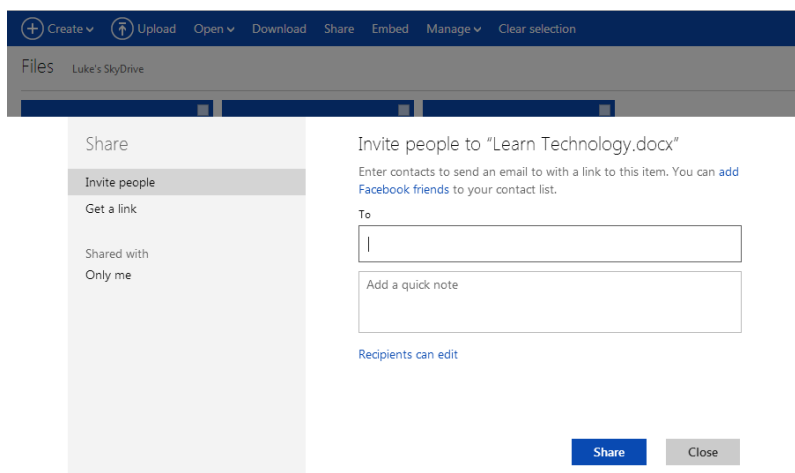 Create Upload Open Download Share Embed Manage Clear selection
Files Luke's SkyDrive
Share
Invite people
Get a link
Shared with
Only me
Invite people to “Learn Technology.docx”
Enter contacts to send an email to with a link to this item. You can add
Facebook friends to your contact list.
To
Add a quick note
Recipients can edit
Share Close